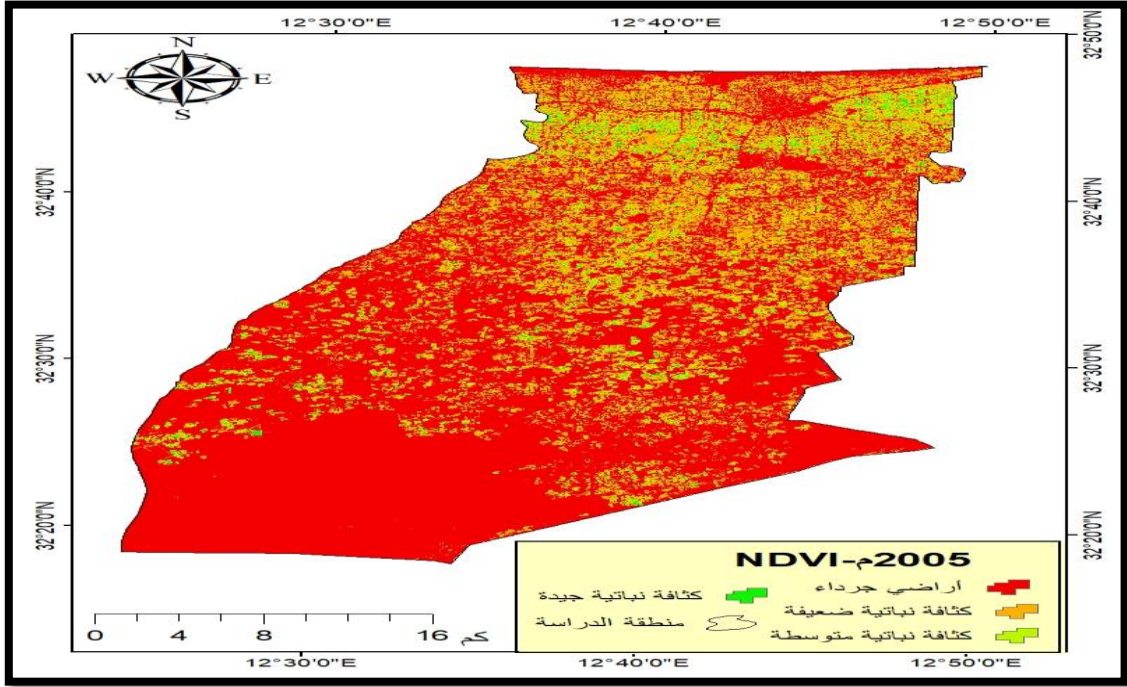 12°30'0"E 12°40'0"E 12°50'0"E
N
W E
S
32°50'0"N
32°40'0"N 32°40'0"N
32°30'0"N 32°30'0"N
32°20'0"N 32°20'0"N
NDVI-2005م
أراضي جرداء
كثافة نباتية ضعيفة
كثافة نباتية متوسطة
كثافة نباتية جيدة
منطقة الدراسة
0 4 8 16 كم
12°30'0"E 12°40'0"E 12°50'0"E